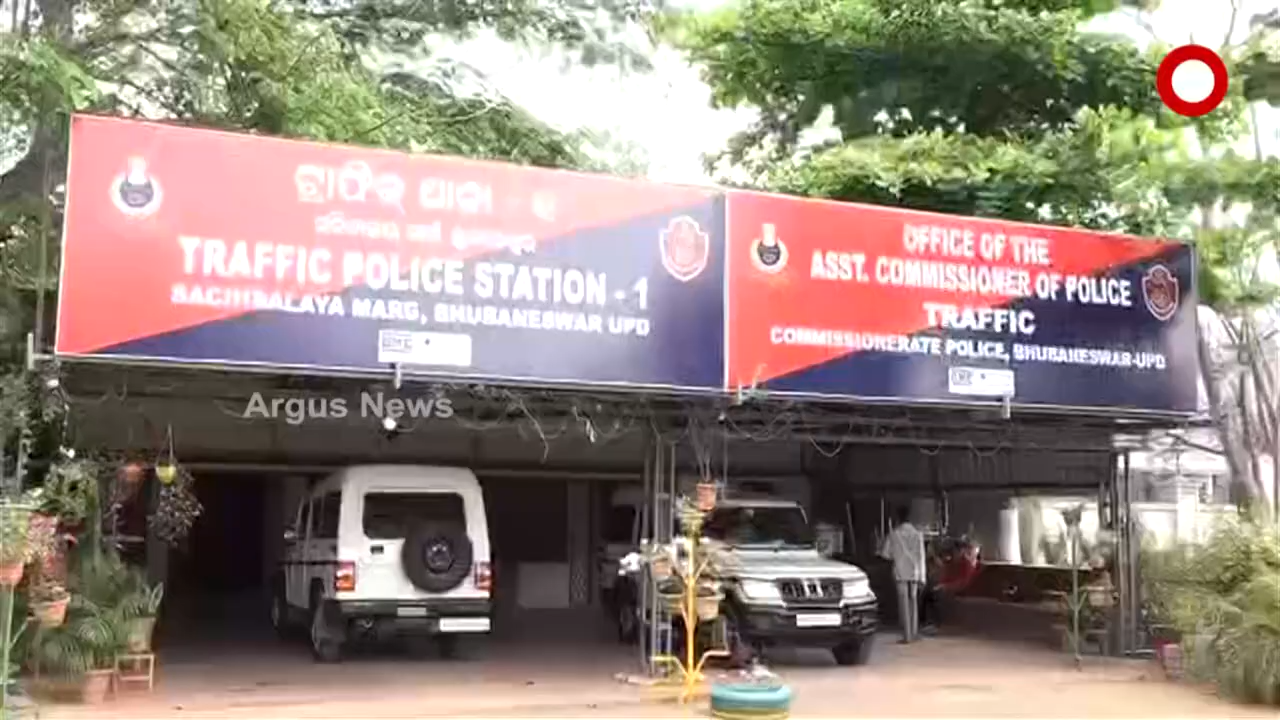 ଟ୍ରାଫିକ୍ ଥାନା - ୧
TRAFFIC POLICE STATION - 1
SACHIBALAYA MARG, BHUBANESWAR UPD
OFFICE OF THE
ASST. COMMISSIONER OF POLICE
TRAFFIC
COMMISSIONERATE POLICE, BHUBANESWAR-UPD
Argus News